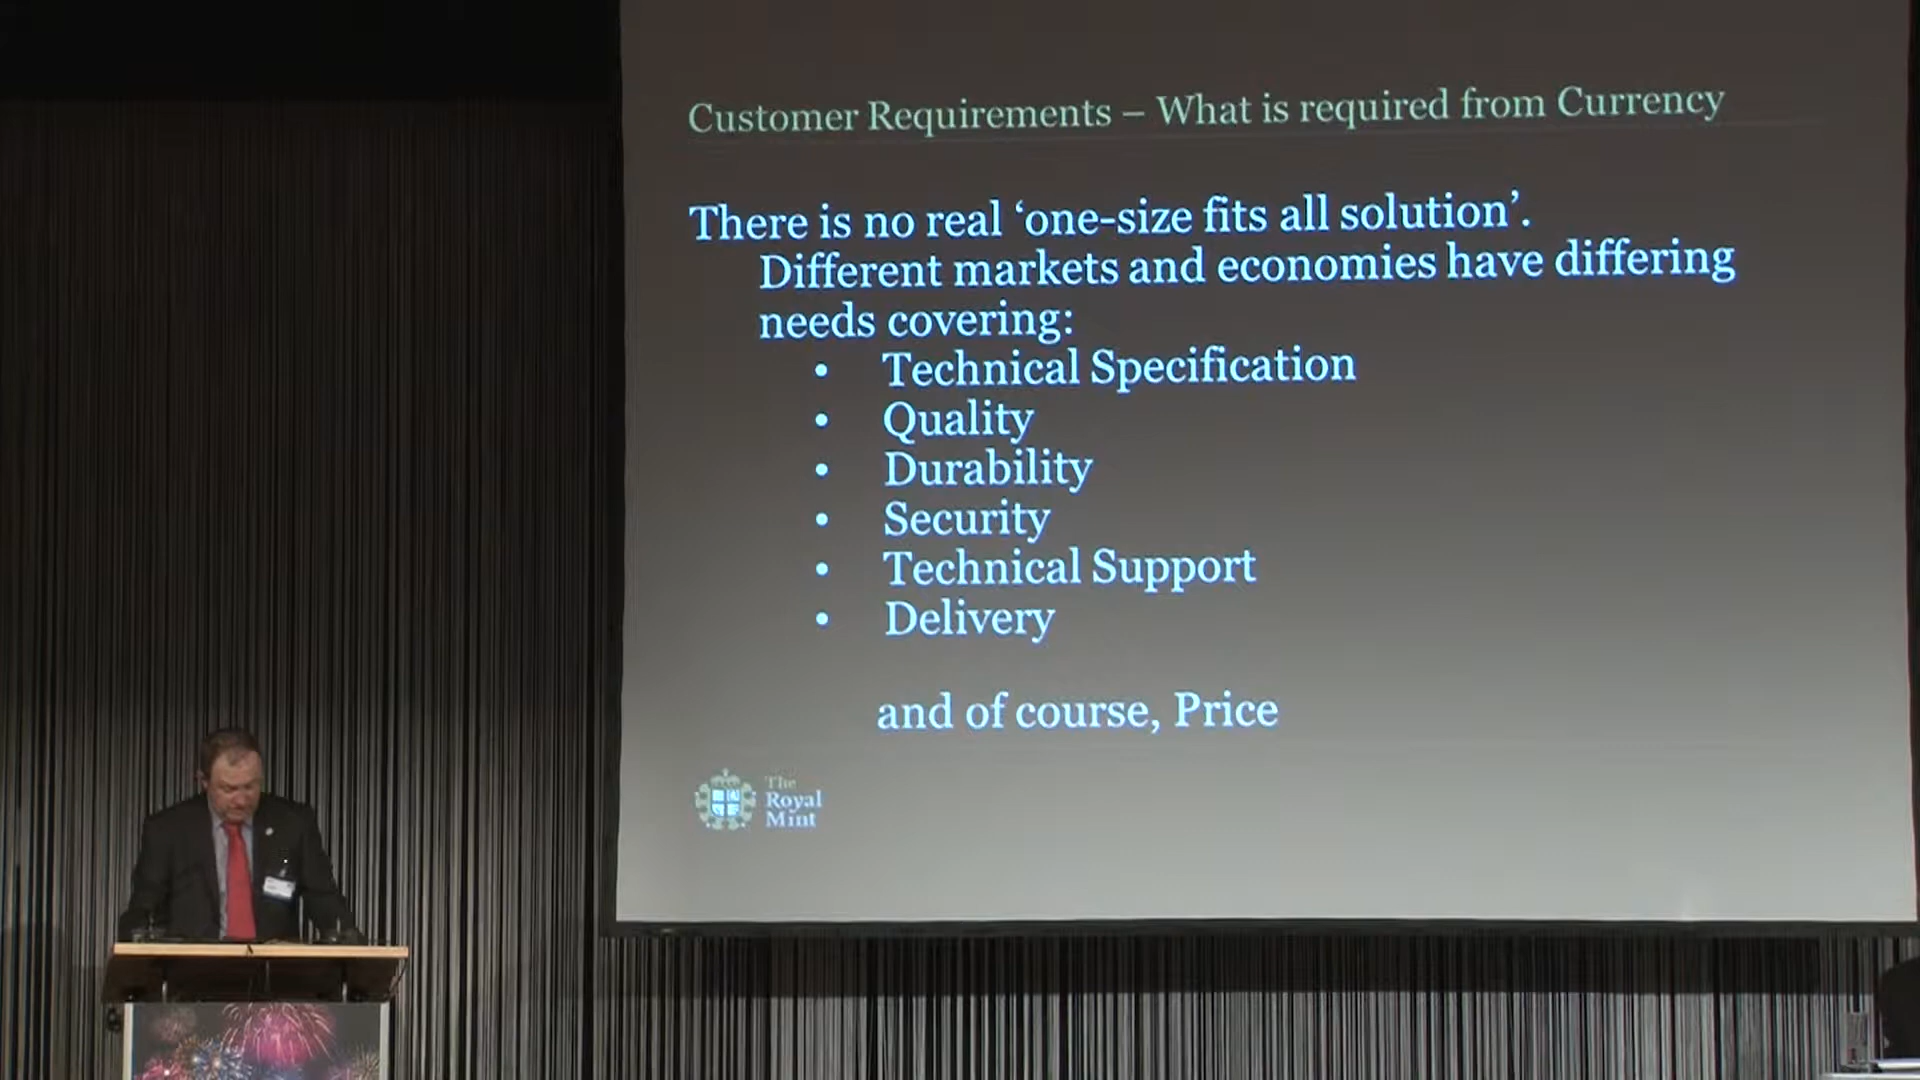 Customer Requirements – What is required from Currency
There is no real ‘one-size fits all solution’.
Different markets and economies have differing
needs covering:
• Technical Specification
• Quality
• Durability
• Security
• Technical Support
• Delivery
and of course, Price
The
Royal
Mint